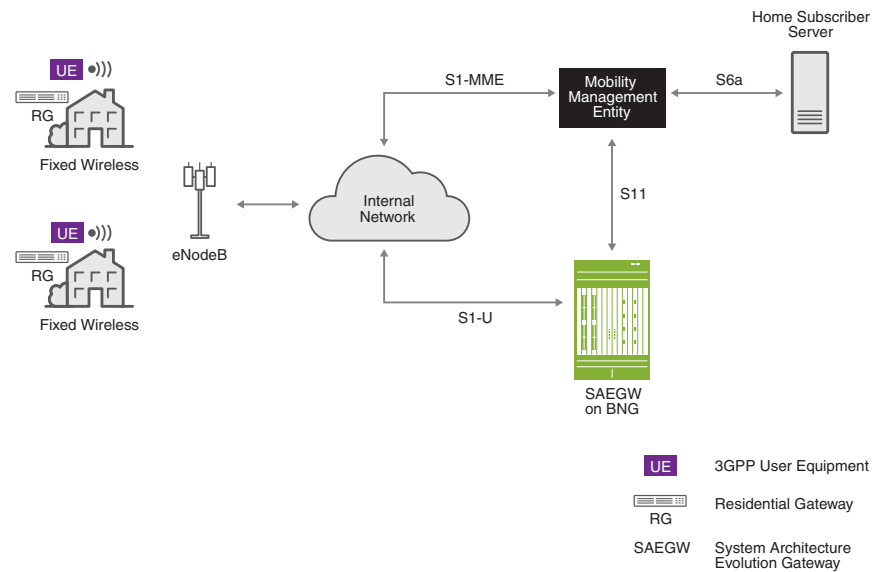 Home Subscriber
Server
UE
RG
Fixed Wireless
S1-MME
Mobility
Management
Entity
S6a
eNodeB
Internal
Network
S11
UE
RG
Fixed Wireless
S1-U
SAEGW
on BNG
UE
3GPP User Equipment
RG
Residential Gateway
SAEGW
System Architecture
Evolution Gateway